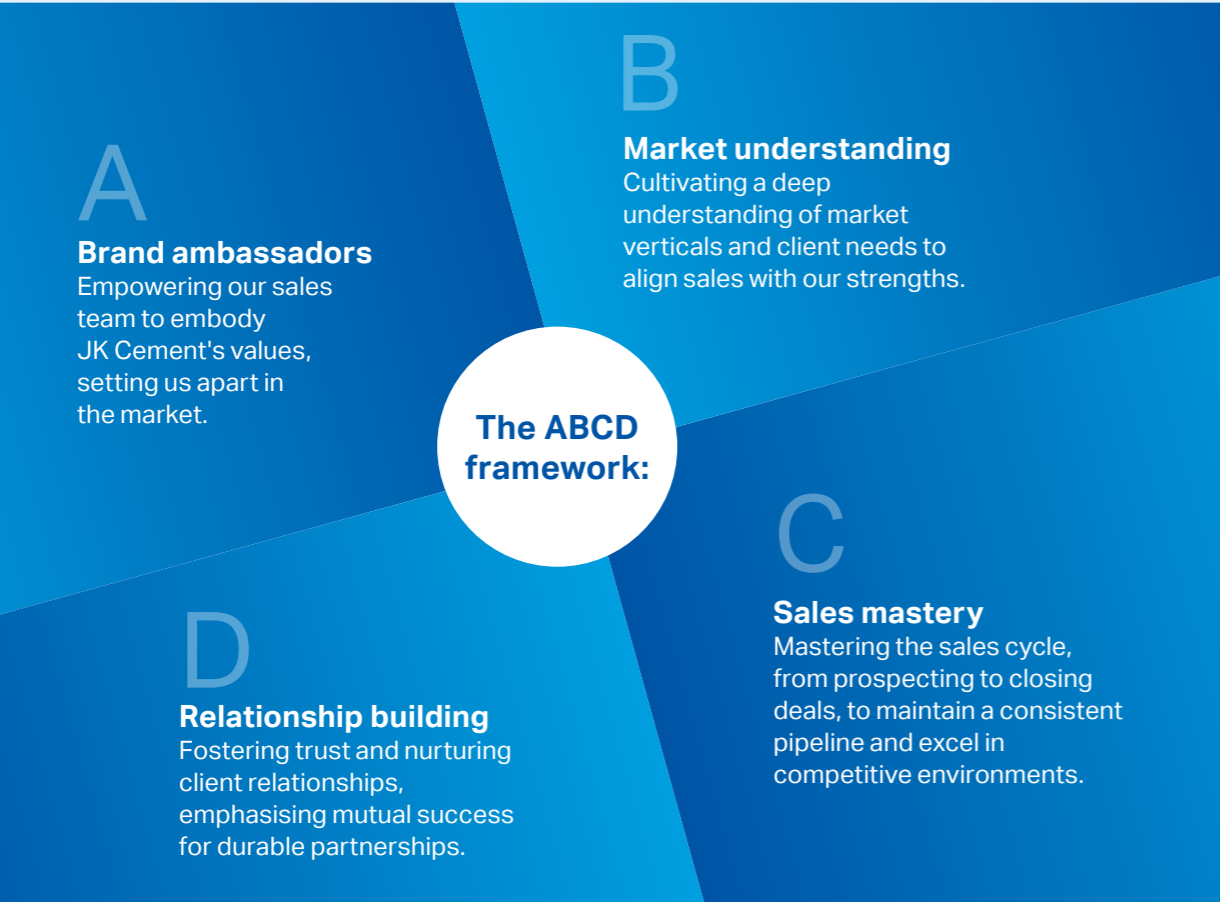 A
Brand ambassadors
Empowering our sales
team to embody
JK Cement's values,
setting us apart in
the market.
B
Market understanding
Cultivating a deep
understanding of market
verticals and client needs to
align sales with our strengths.
The ABCD
framework:
C
Sales mastery
Mastering the sales cycle,
from prospecting to closing
deals, to maintain a consistent
pipeline and excel in
competitive environments.
D
Relationship building
Fostering trust and nurturing
client relationships,
emphasising mutual success
for durable partnerships.